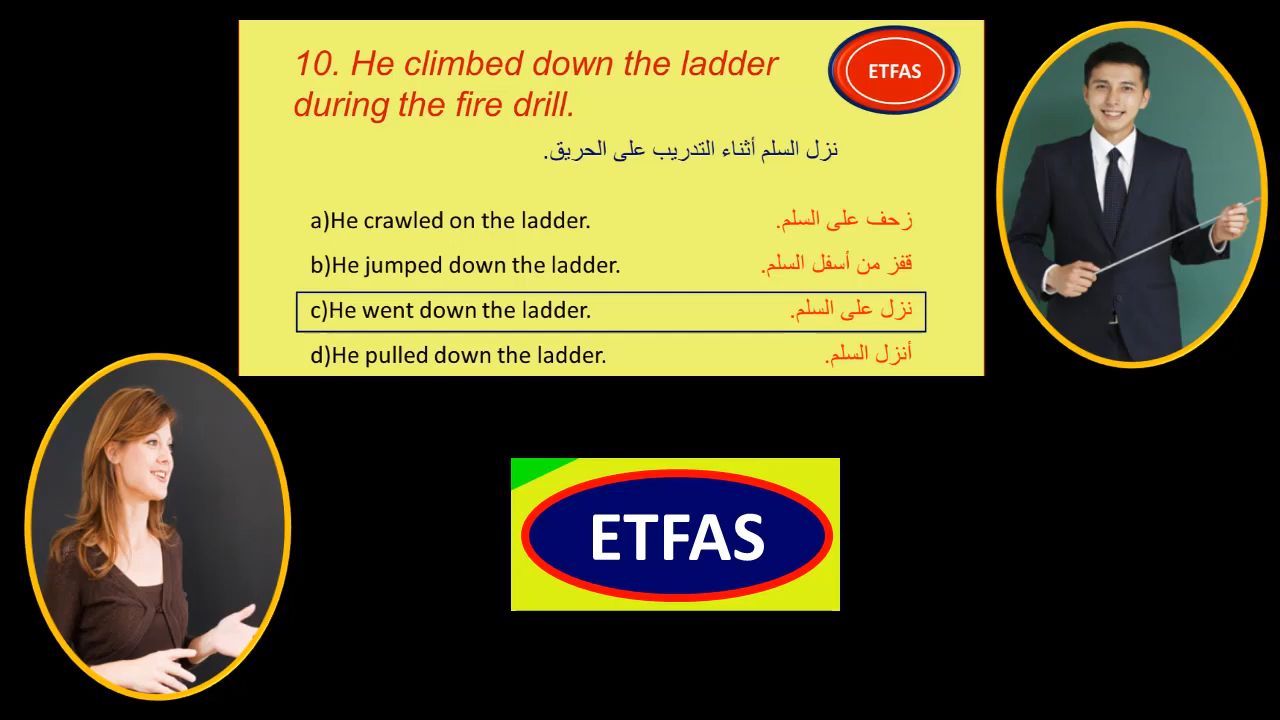 10. He climbed down the ladder
during the fire drill.
ETFAS
نزل السلم أثناء التدريب على الحريق.
a)He crawled on the ladder. زحف على السلم.
b)He jumped down the ladder. قفز من أسفل السلم.
c)He went down the ladder. نزل على السلم.
d)He pulled down the ladder. أنزل السلم.
ETFAS